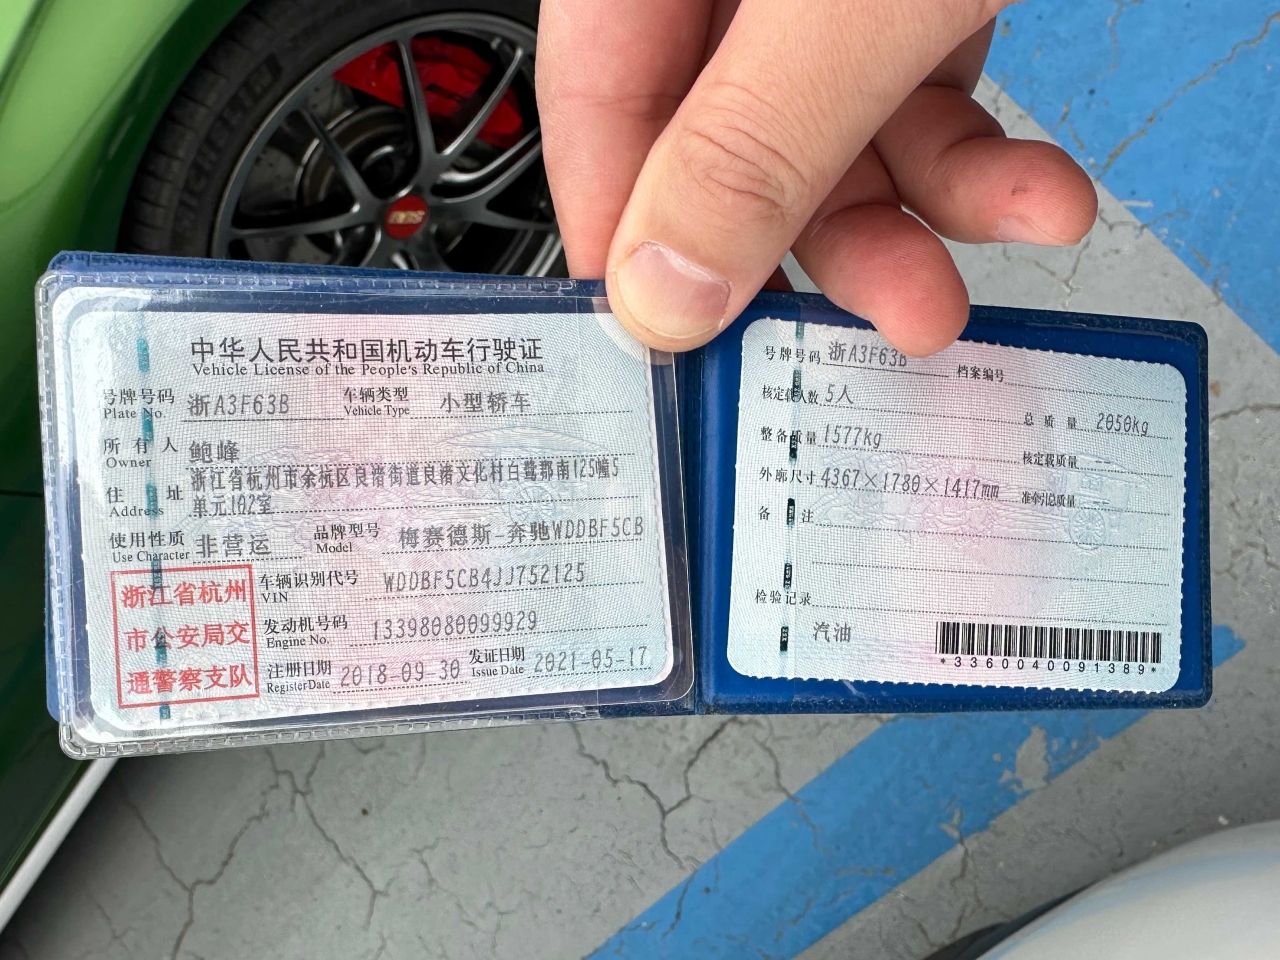 MICHELIN
BBS
中华人民共和国机动车行驶证
Vehicle License of the People's Republic of China
号牌号码 浙A3F63B 车辆类型 小型轿车
Plate No. Vehicle Type
所有人 鲍峰
Owner
住址 浙江省杭州市余杭区良渚街道良渚文化村白鹭郡南125幢5
Address 单元102室
使用性质 非营运 品牌型号 梅赛德斯-奔驰WDDBF5CB
Use Character Model
浙江省杭州
市公安局交
通警察支队
车辆识别代号 WDDBF5CB4JJ752125
VIN
发动机号码 13398080099929
Engine No.
注册日期 2018-09-30 发证日期 2021-05-17
Register Date Issue Date
号牌号码 浙A3F63B 档案编号
核定载人数 5人 总质量 2050kg
整备质量 1577kg 核定载质量 --
外廓尺寸 4367×1780×1417mm 准牵引总质量
备注
检验记录
汽油
*3360040091389*